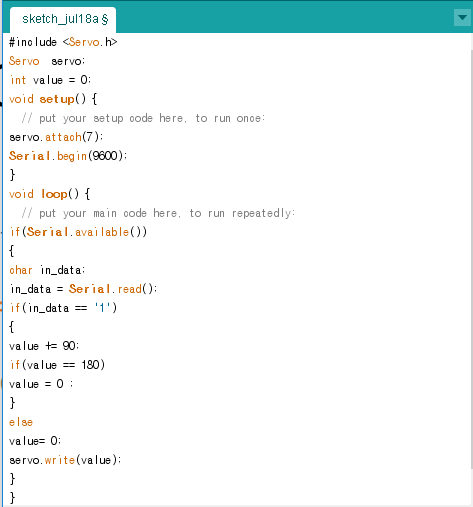 sketch_jul18a §
#include <Servo.h>
Servo  servo;
int value = 0;
void setup() {
  // put your setup code here, to run once:
servo.attach(7);
Serial.begin(9600);
}
void loop() {
  // put your main code here, to run repeatedly:
if(Serial.available())
{
char in_data;
in_data = Serial.read();
if(in_data == '1')
{
value += 90;
if(value == 180)
value = 0 ;
}
else
value= 0;
servo.write(value);
}
}